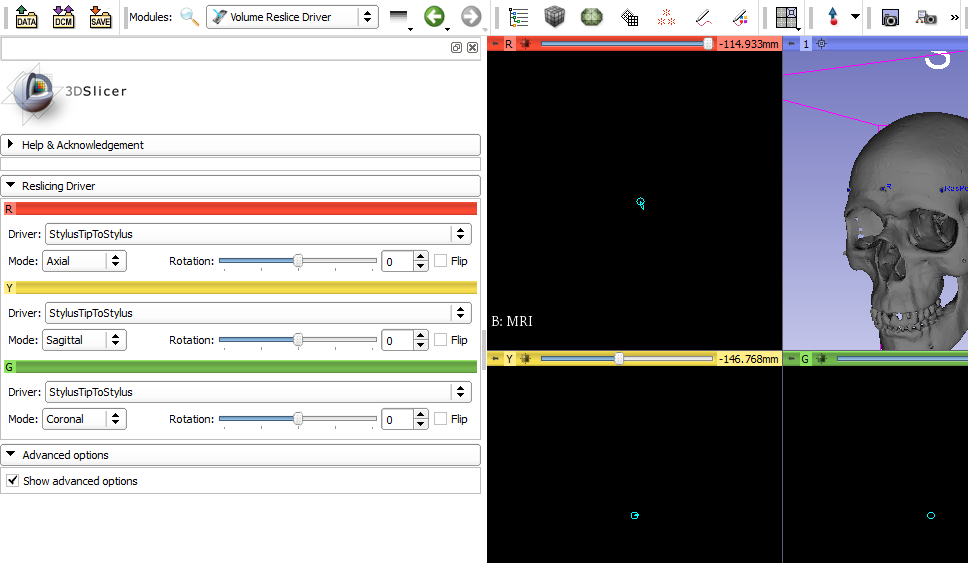 DATA DCM SAVE Modules: Volume Reslice Driver
R -114.933mm 1
3DSlicer
S
Help & Acknowledgement
Reslicing Driver
R
R
Driver: StylusTipToStylus
Mode: Axial Rotation: 0 Flip
Y
Driver: StylusTipToStylus
B: MRI
Mode: Sagittal Rotation: 0 Flip
Y -146.768mm G
G
Driver: StylusTipToStylus
Mode: Coronal Rotation: 0 Flip
Advanced options
Show advanced options